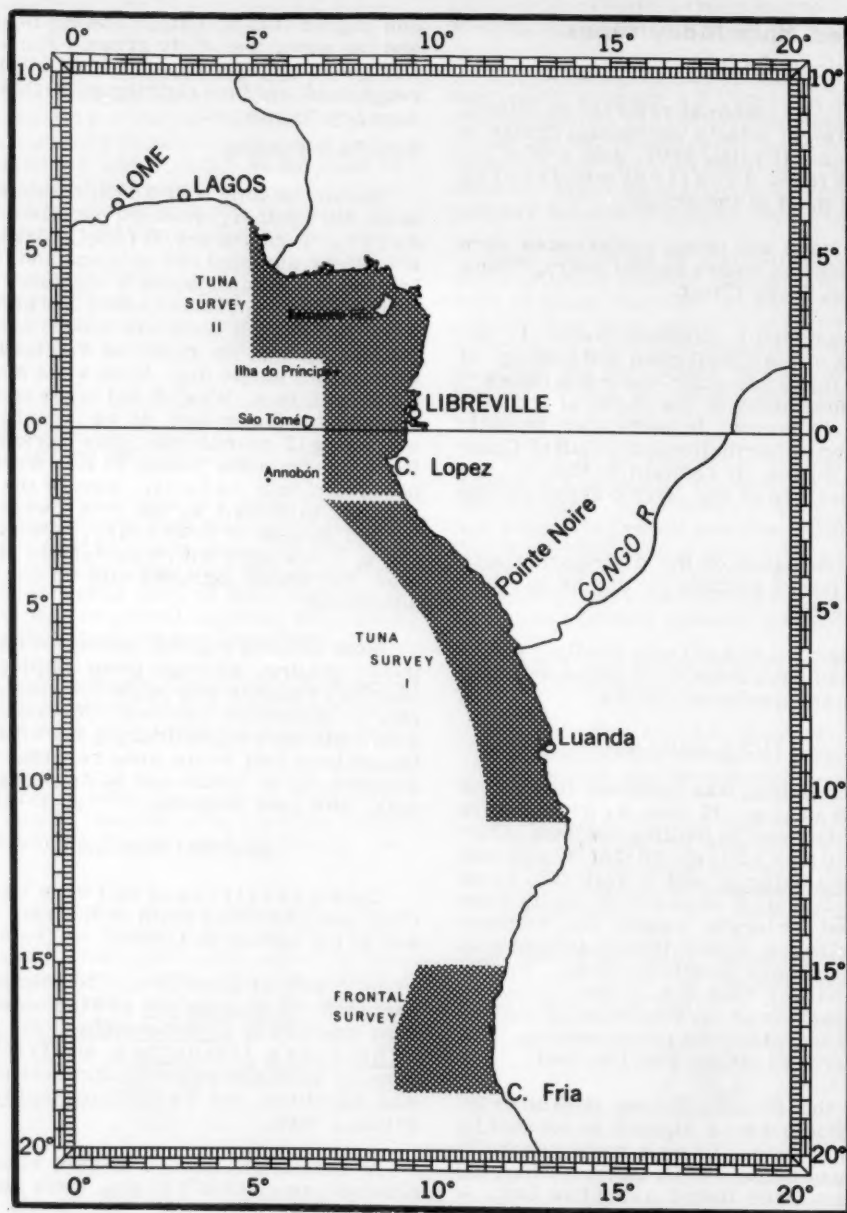 0° 5° 10° 15° 20°
10° 10°
LOME
LAGOS
5° 5°
TUNA
SURVEY
II
Ilha do Príncipe
LIBREVILLE
São Tomé
0° 0°
Annobón
C. Lopez
Pointe Noire
CONGO R.
5° 5°
TUNA
SURVEY
I
Luanda
10° 10°
15° 15°
FRONTAL
SURVEY
C. Fria
20° 20°
0° 5° 10° 15° 20°